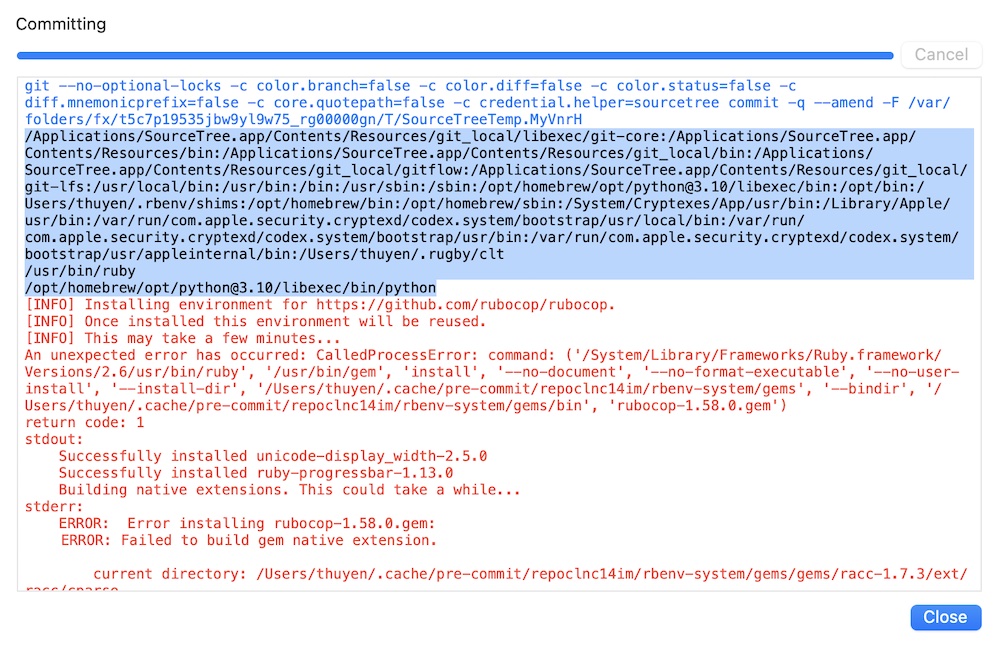 Committing
Cancel
git --no-optional-locks -c color.branch=false -c color.diff=false -c color.status=false -c
diff.mnemonicprefix=false -c core.quotepath=false -c credential.helper=sourcetree commit -q --amend -F /var/
folders/fx/t5c7p19535jbw9yl9w75_rg00000gn/T/SourceTreeTemp.MyVnrH
/Applications/SourceTree.app/Contents/Resources/git_local/libexec/git-core:/Applications/SourceTree.app/
Contents/Resources/bin:/Applications/SourceTree.app/Contents/Resources/git_local/bin:/Applications/
SourceTree.app/Contents/Resources/git_local/gitflow:/Applications/SourceTree.app/Contents/Resources/git_local/
git-lfs:/usr/local/bin:/usr/bin:/bin:/usr/sbin:/sbin:/opt/homebrew/opt/python@3.10/libexec/bin:/opt/bin:/
Users/thuyen/.rbenv/shims:/opt/homebrew/bin:/opt/homebrew/sbin:/System/Cryptexes/App/usr/bin:/Library/Apple/
usr/bin:/var/run/com.apple.security.cryptexd/codex.system/bootstrap/usr/local/bin:/var/run/
com.apple.security.cryptexd/codex.system/bootstrap/usr/bin:/var/run/com.apple.security.cryptexd/codex.system/
bootstrap/usr/appleinternal/bin:/Users/thuyen/.rugby/clt
/usr/bin/ruby
/opt/homebrew/opt/python@3.10/libexec/bin/python
[INFO] Installing environment for https://github.com/rubocop/rubocop.
[INFO] Once installed this environment will be reused.
[INFO] This may take a few minutes...
An unexpected error has occurred: CalledProcessError: command: ('/System/Library/Frameworks/Ruby.framework/
Versions/2.6/usr/bin/ruby', '/usr/bin/gem', 'install', '--no-document', '--no-format-executable', '--no-user-
install', '--install-dir', '/Users/thuyen/.cache/pre-commit/repoclnc14im/rbenv-system/gems', '--bindir', '/
Users/thuyen/.cache/pre-commit/repoclnc14im/rbenv-system/gems/bin', 'rubocop-1.58.0.gem')
return code: 1
stdout:
    Successfully installed unicode-display_width-2.5.0
    Successfully installed ruby-progressbar-1.13.0
    Building native extensions. This could take a while...
stderr:
    ERROR:  Error installing rubocop-1.58.0.gem:
    ERROR: Failed to build gem native extension.
        current directory: /Users/thuyen/.cache/pre-commit/repoclnc14im/rbenv-system/gems/gems/racc-1.7.3/ext/
racc/cparse
Close